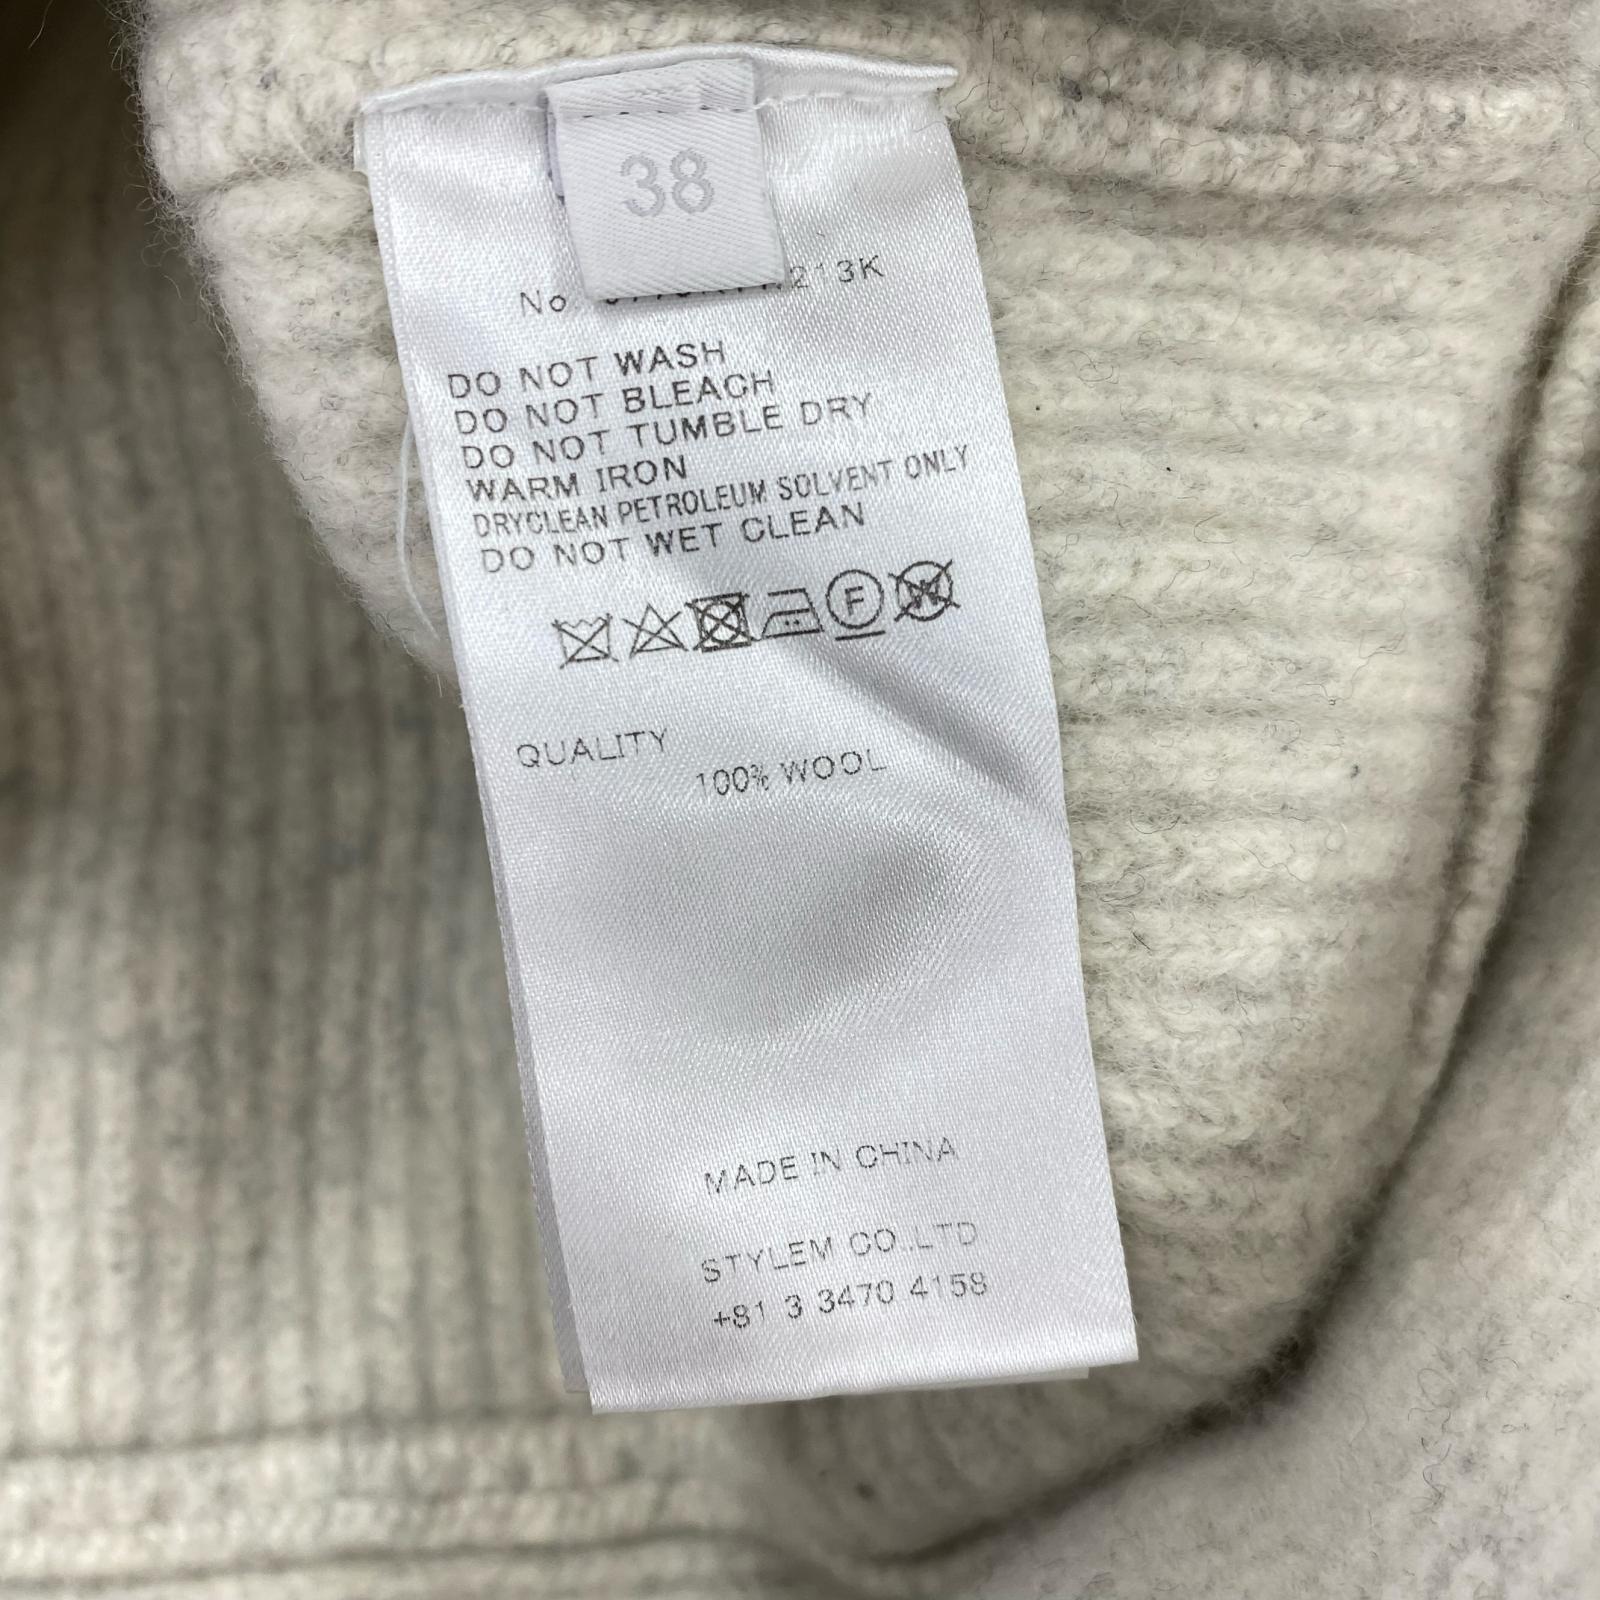 38
No 213K
DO NOT WASH
DO NOT BLEACH
DO NOT TUMBLE DRY
WARM IRON
DRYCLEAN PETROLEUM SOLVENT ONLY
DO NOT WET CLEAN
F W
QUALITY
100% WOOL
MADE IN CHINA
STYLEM CO.,LTD
+81 3 3470 4158